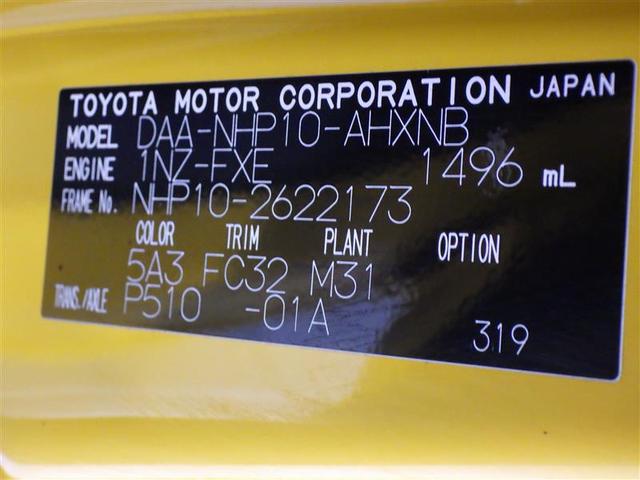 TOYOTA MOTOR CORPORATION JAPAN
MODEL DAA-NHP10-AHXNB
ENGINE 1NZ-FXE 1496 mL
FRAME No. NHP10-2622173
COLOR TRIM PLANT OPTION
5A3 FC32 M31
TRANS./AXLE P510 -01A
319